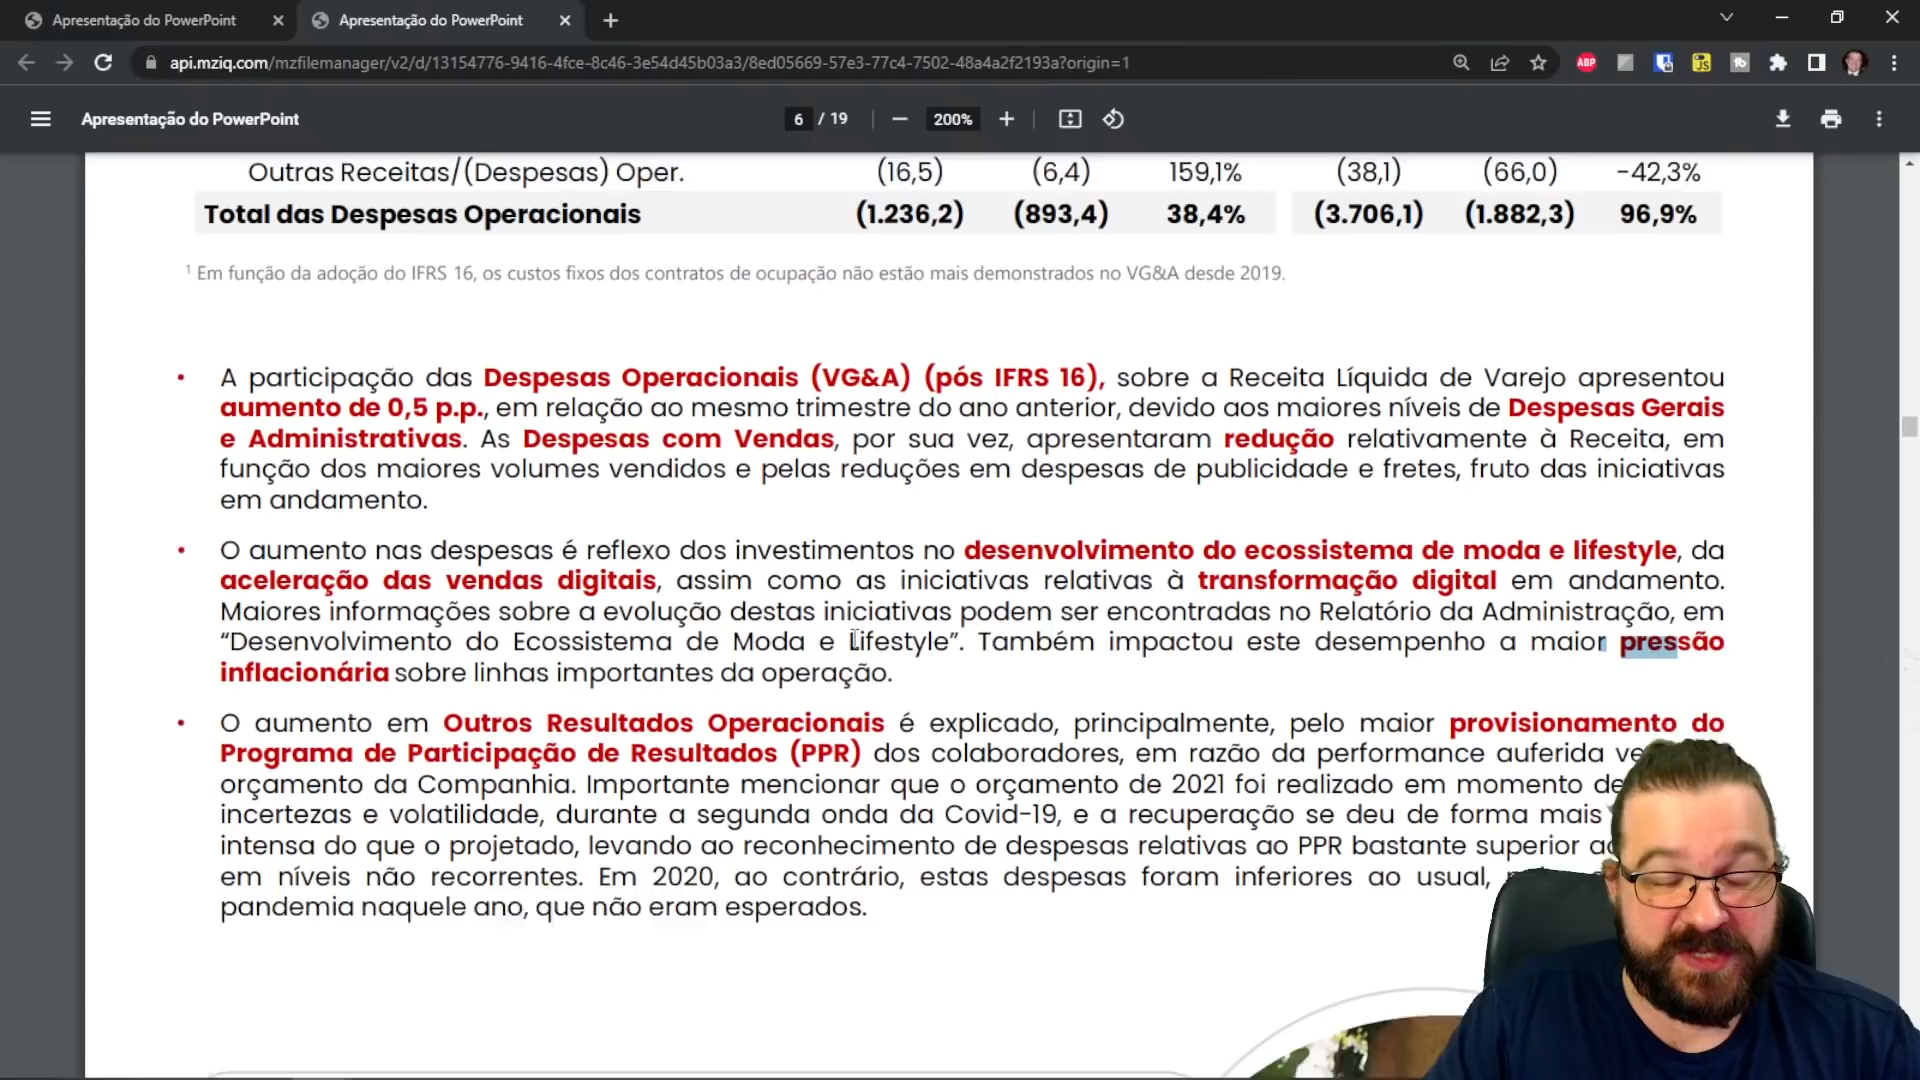 Apresentação do PowerPoint
Apresentação do PowerPoint
api.mziq.com/mzfilemanager/v2/d/13154776-9416-4fce-8c46-3e54d45b03a3/8ed05669-57e3-77c4-7502-48a4a2f2193a?origin=1
ABP
Apresentação do PowerPoint
6 / 19
200%
Outras Receitas/(Despesas) Oper. (16,5) (6,4) 159,1% (38,1) (66,0) -42,3%
Total das Despesas Operacionais (1.236,2) (893,4) 38,4% (3.706,1) (1.882,3) 96,9%
1 Em função da adoção do IFRS 16, os custos fixos dos contratos de ocupação não estão mais demonstrados no VG&A desde 2019.
• A participação das Despesas Operacionais (VG&A) (pós IFRS 16), sobre a Receita Líquida de Varejo apresentou
aumento de 0,5 p.p., em relação ao mesmo trimestre do ano anterior, devido aos maiores níveis de Despesas Gerais
e Administrativas. As Despesas com Vendas, por sua vez, apresentaram redução relativamente à Receita, em
função dos maiores volumes vendidos e pelas reduções em despesas de publicidade e fretes, fruto das iniciativas
em andamento.
• O aumento nas despesas é reflexo dos investimentos no desenvolvimento do ecossistema de moda e lifestyle, da
aceleração das vendas digitais, assim como as iniciativas relativas à transformação digital em andamento.
Maiores informações sobre a evolução destas iniciativas podem ser encontradas no Relatório da Administração, em
“Desenvolvimento do Ecossistema de Moda e Lifestyle”. Também impactou este desempenho a maior pressão
inflacionária sobre linhas importantes da operação.
• O aumento em Outros Resultados Operacionais é explicado, principalmente, pelo maior provisionamento do
Programa de Participação de Resultados (PPR) dos colaboradores, em razão da performance auferida
orçamento da Companhia. Importante mencionar que o orçamento de 2021 foi realizado em momento de
incertezas e volatilidade, durante a segunda onda da Covid-19, e a recuperação se deu de forma mais
intensa do que o projetado, levando ao reconhecimento de despesas relativas ao PPR bastante superior
em níveis não recorrentes. Em 2020, ao contrário, estas despesas foram inferiores ao usual,
pandemia naquele ano, que não eram esperados.